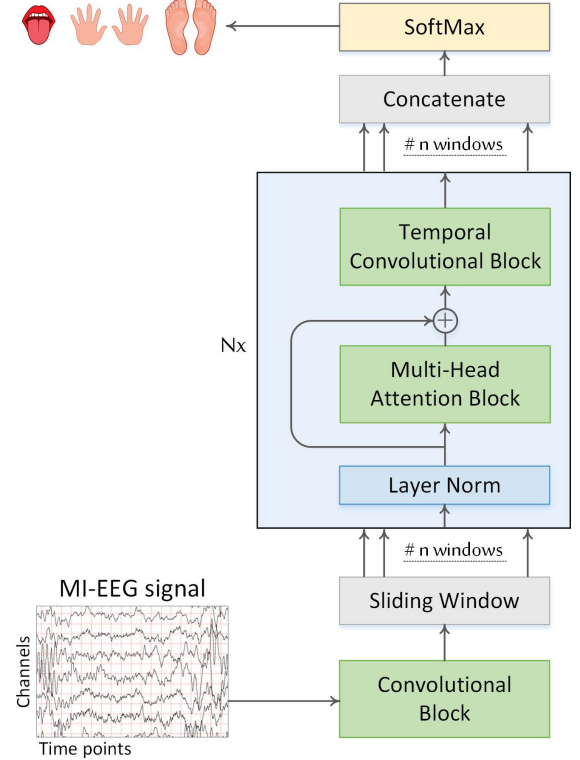 SoftMax
Concatenate
# n windows
Temporal
Convolutional Block
Nx
Multi-Head
Attention Block
Layer Norm
# n windows
MI-EEG signal
Sliding Window
Channels
Convolutional
Block
Time points